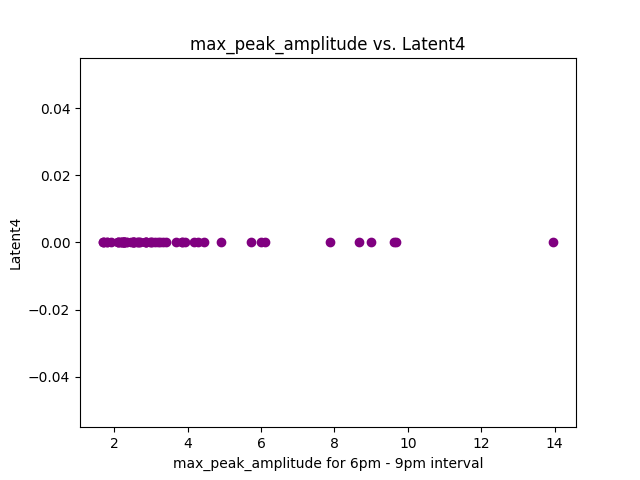 max_peak_amplitude vs. Latent4
0.04
0.02
0.00
−0.02
−0.04
Latent4
2 4 6 8 10 12 14
max_peak_amplitude for 6pm - 9pm interval